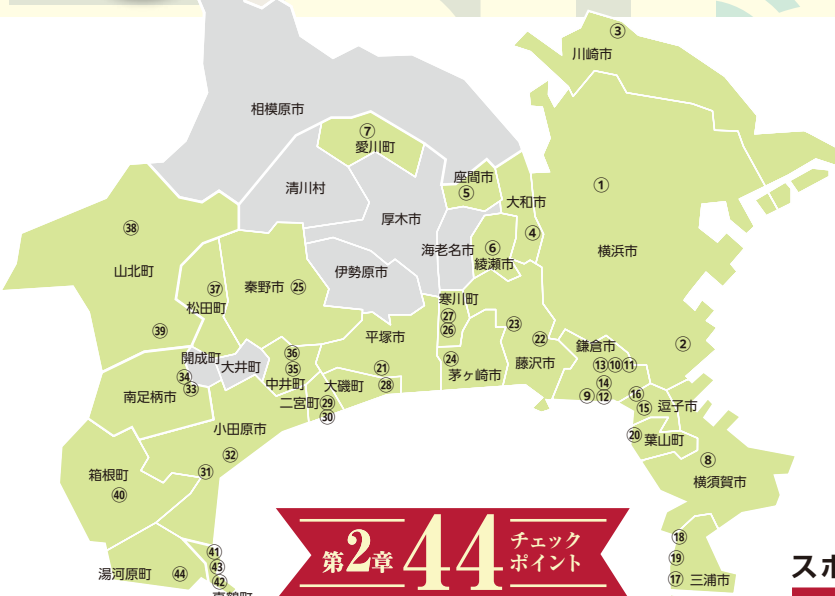 ③
川崎市
相模原市
⑦
愛川町
座間市
⑤
清川村
①
大和市
厚木市
④
⑥
海老名市
綾瀬市
横浜市
㊳
山北町
伊勢原市
秦野市 ㉕
㊲
松田町
寒川町
㉗
㉖
㉓
㊴
平塚市
㉒
②
鎌倉市
開成町
大井町
㊱
㉟
中井町
㉔
茅ヶ崎市
藤沢市
⑬⑩⑪
㉞
㉝
南足柄市
㉑
大磯町 ㉘
⑭
⑨ ⑫
⑯
⑮
逗子市
二宮町㉙
㉚
小田原市
㉜
⑳
葉山町
箱根町
㊵
㉛
⑧
横須賀市
⑱
⑲
⑰ 三浦市
㊶
㊸
㊷
湯河原町 ㊹
第2章 44 チェック
ポイント
スポ